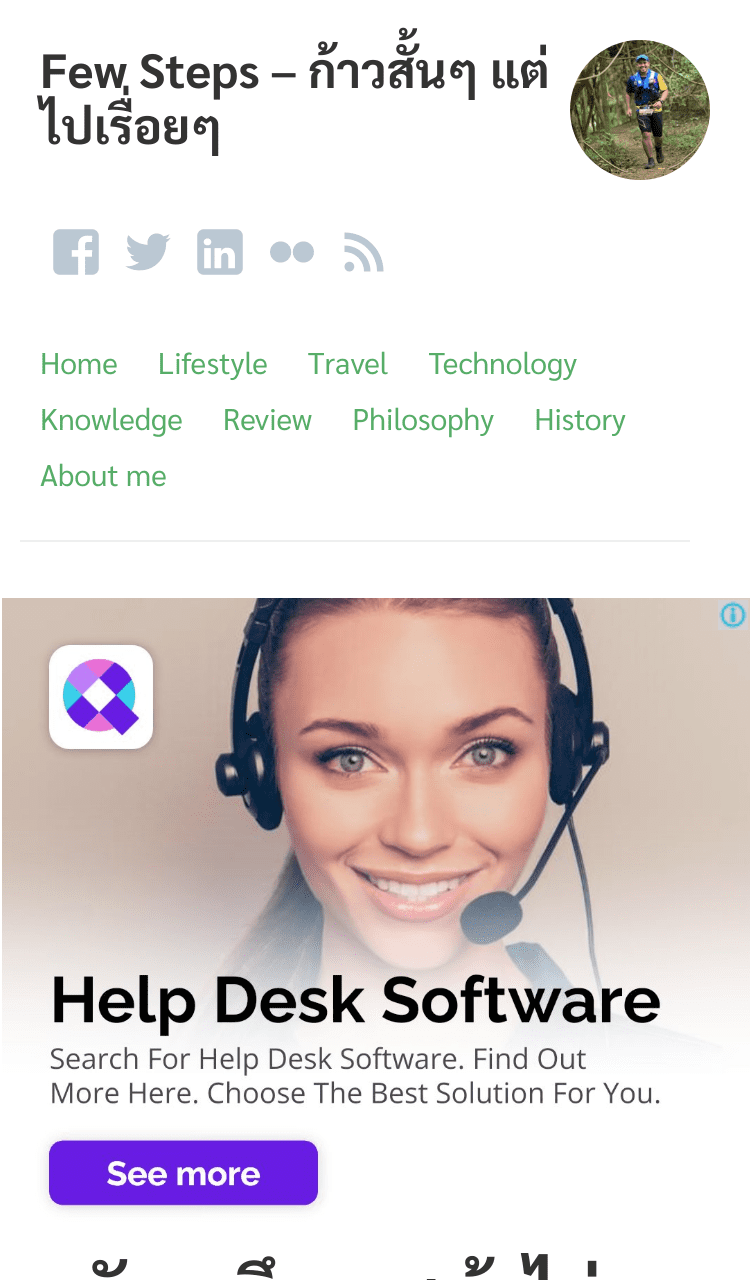 Few Steps – ก้าวสั้นๆ แต่
ไปเรื่อยๆ
Home Lifestyle Travel Technology
Knowledge Review Philosophy History
About me
Help Desk Software
Search For Help Desk Software. Find Out
More Here. Choose The Best Solution For You.
See more